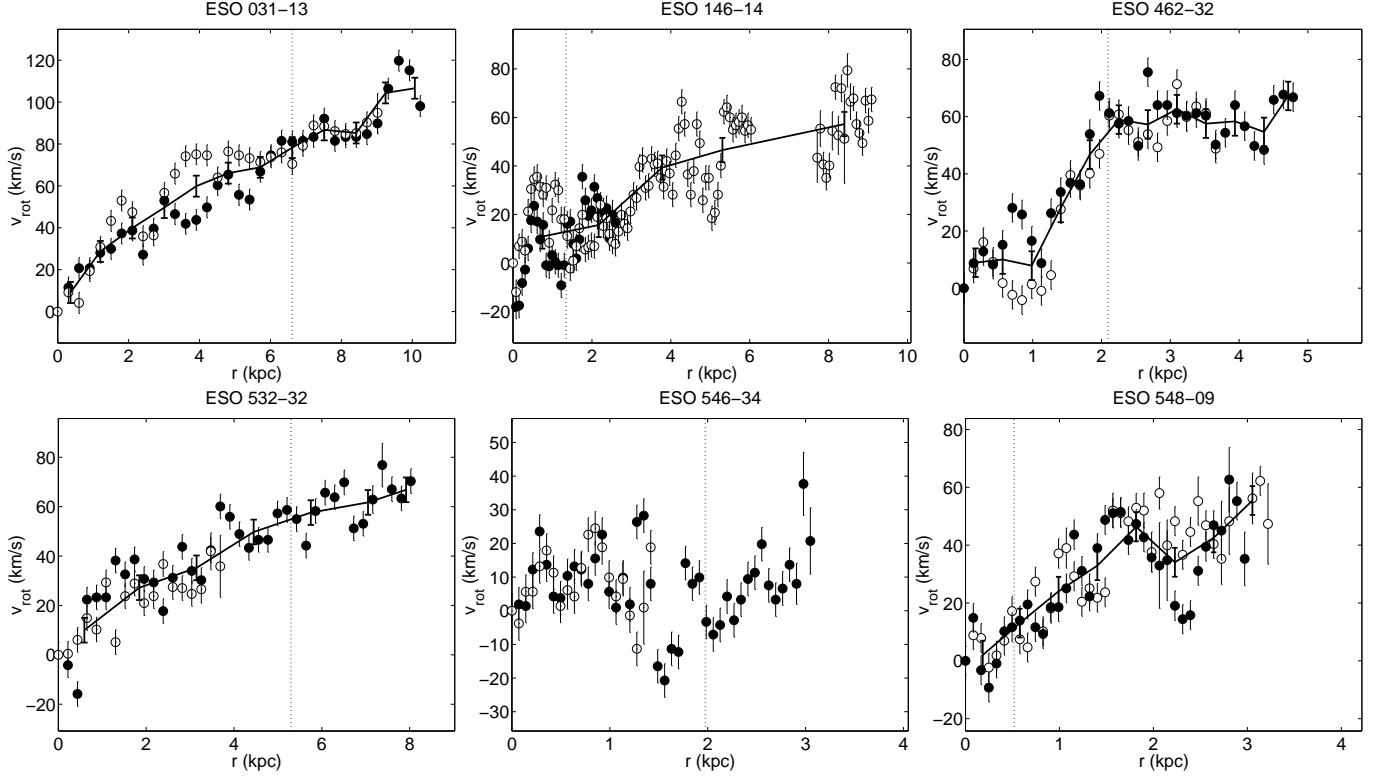 ESO 031−13
ESO 146−14
ESO 462−32
v_rot (km/s)
120
100
80
60
40
20
0
0 2 4 6 8 10
r (kpc)
v_rot (km/s)
80
60
40
20
0
−20
0 2 4 6 8 10
r (kpc)
v_rot (km/s)
80
60
40
20
0
0 1 2 3 4 5
r (kpc)
ESO 532−32
ESO 546−34
ESO 548−09
v_rot (km/s)
80
60
40
20
0
−20
0 2 4 6 8
r (kpc)
v_rot (km/s)
50
40
30
20
10
0
−10
−20
−30
0 1 2 3 4
r (kpc)
v_rot (km/s)
80
60
40
20
0
−20
0 1 2 3 4
r (kpc)